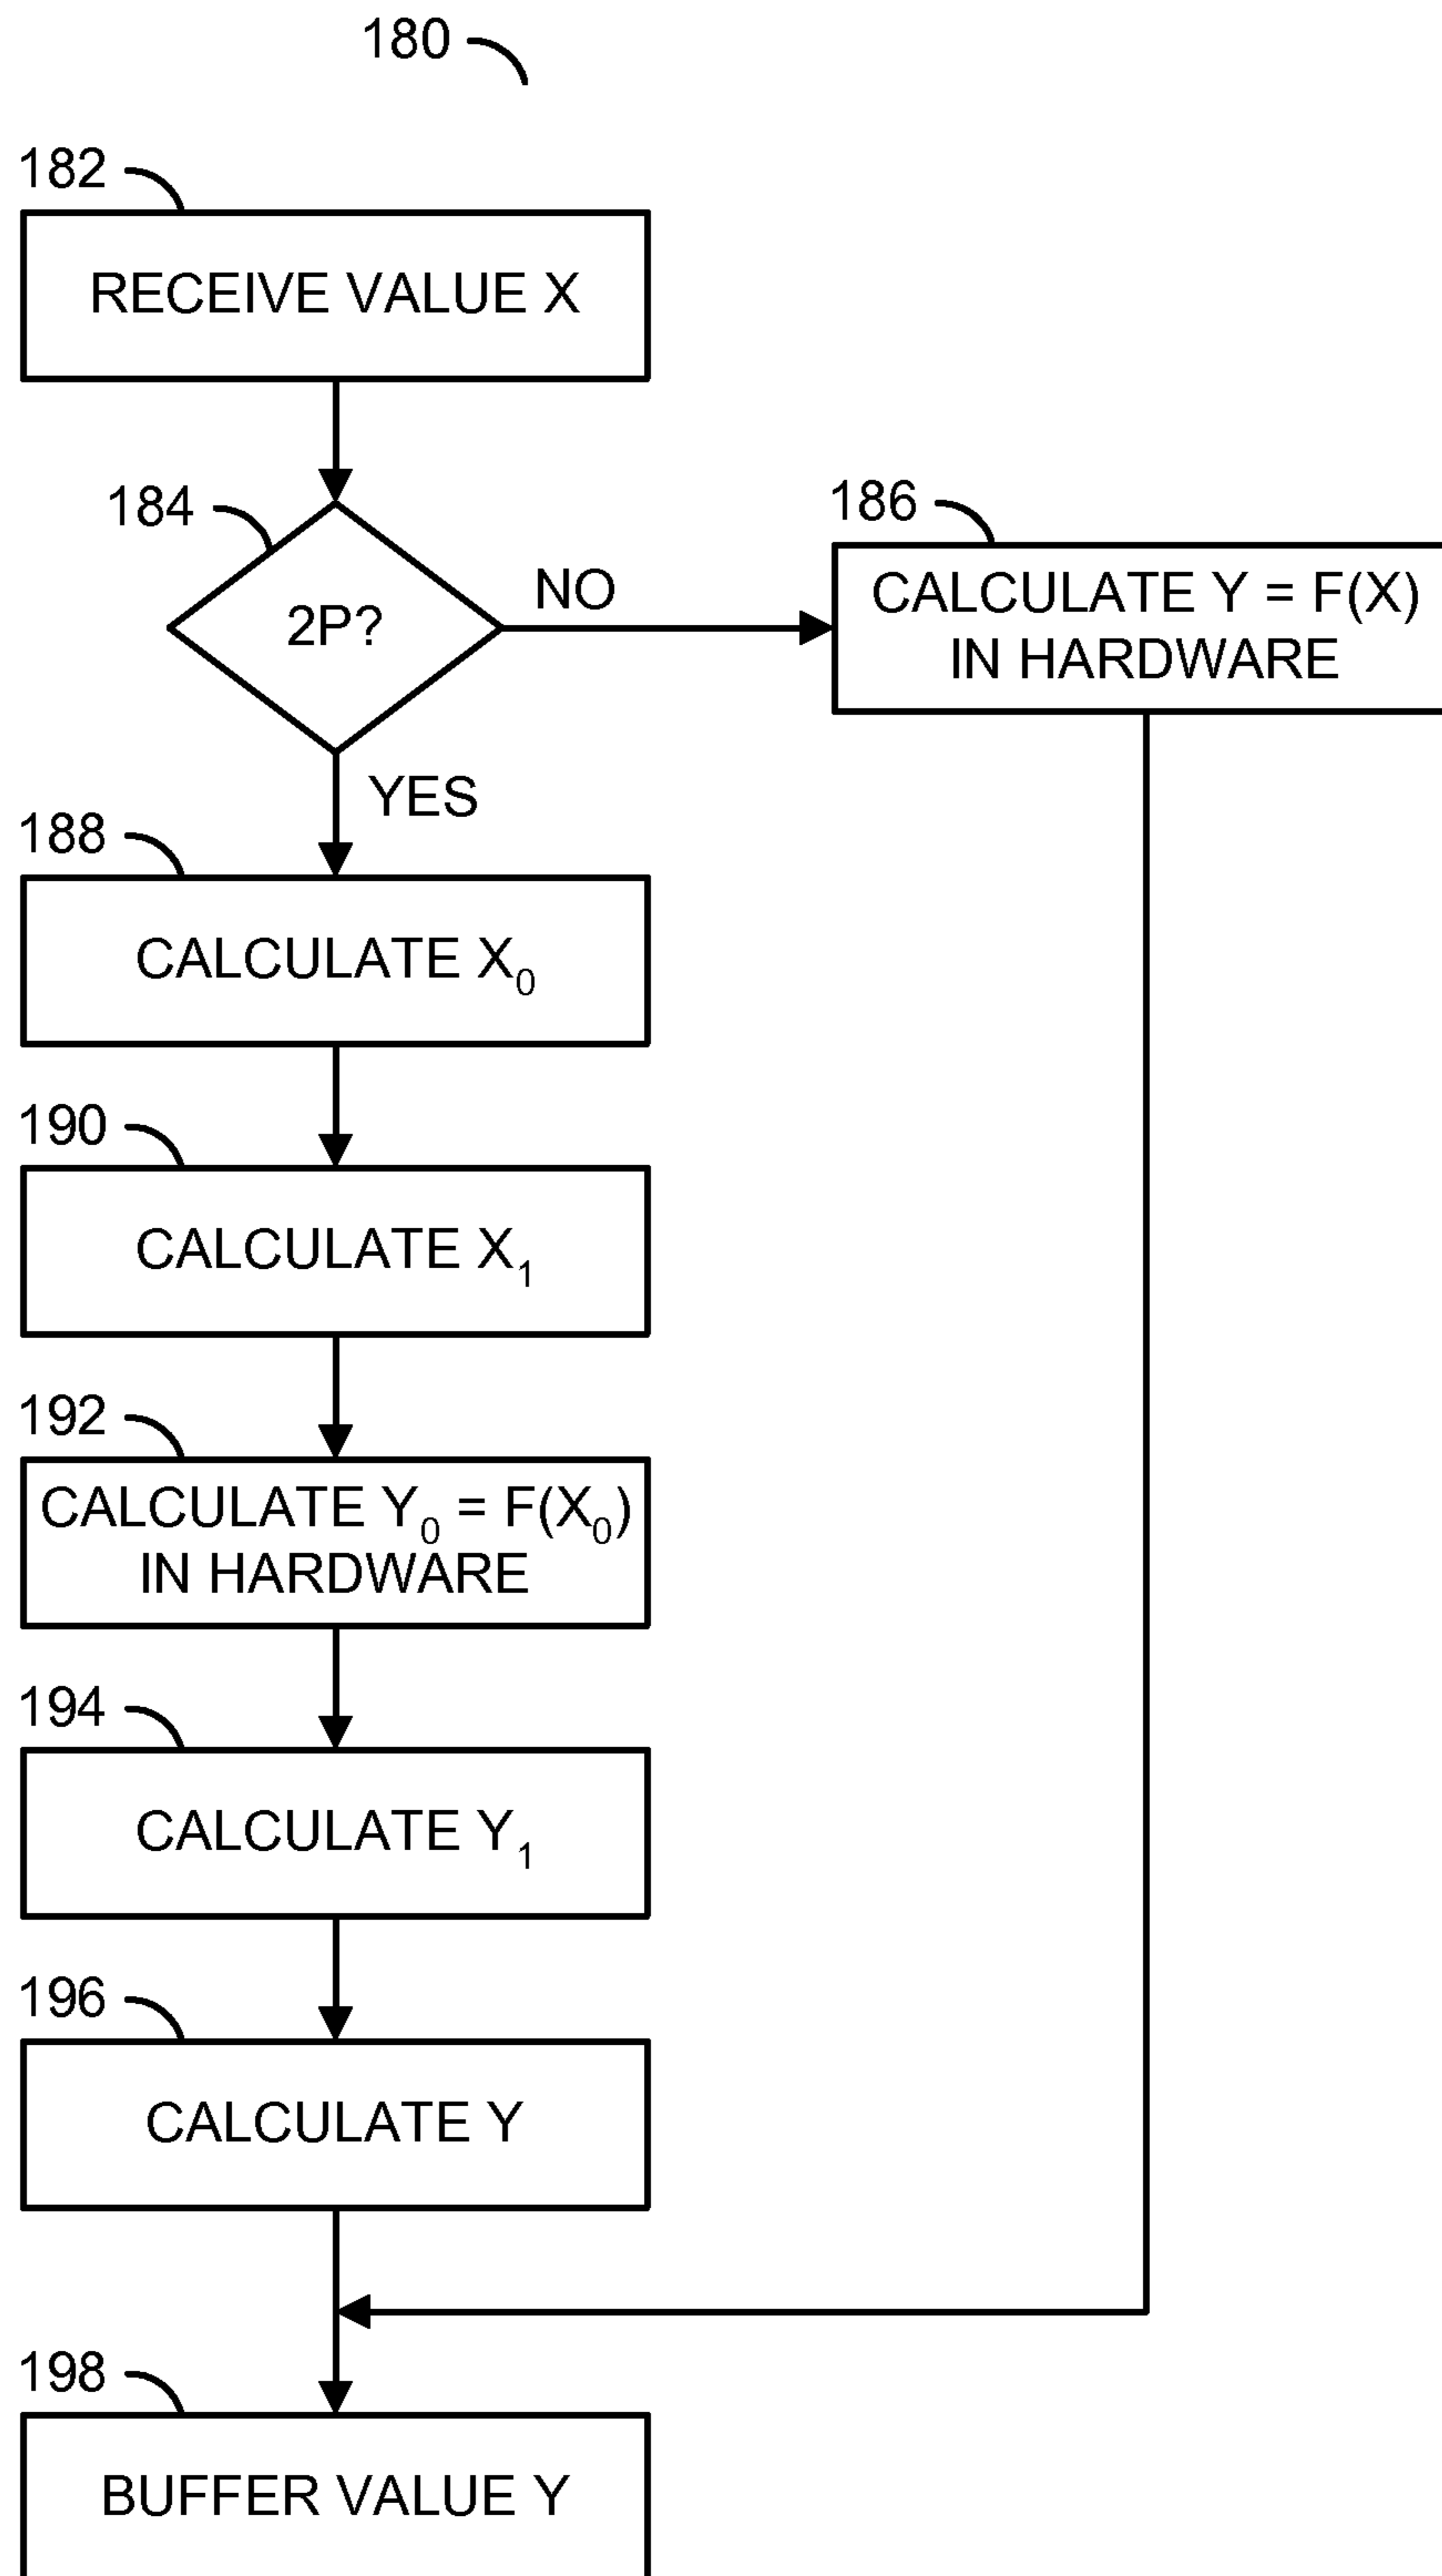 180
182
RECEIVE VALUE X
184
2P?
NO
186
CALCULATE Y = F(X)
IN HARDWARE
YES
188
CALCULATE X₀
190
CALCULATE X₁
192
CALCULATE Y₀ = F(X₀)
IN HARDWARE
194
CALCULATE Y₁
196
CALCULATE Y
198
BUFFER VALUE Y